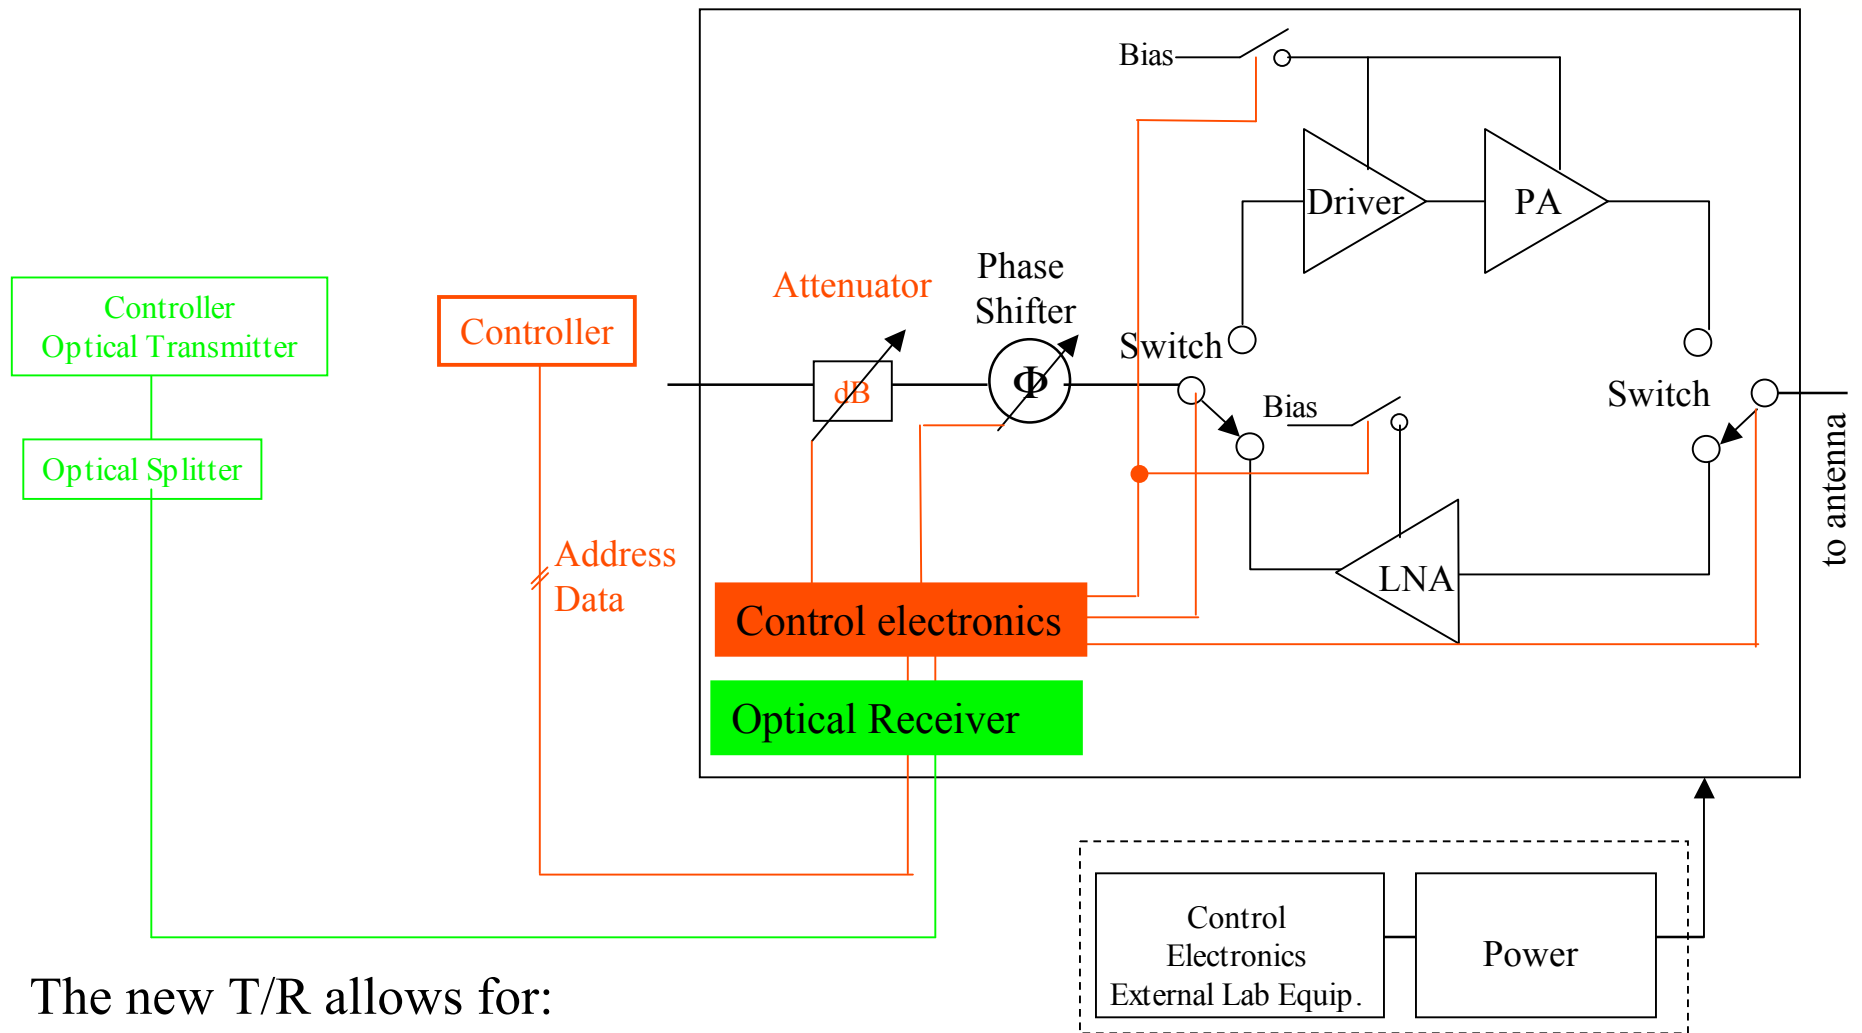 Bias
Driver
PA
Phase
Shifter
Attenuator
Controller
Optical Transmitter
Controller
Switch
Φ
dB
Bias
Switch
to antenna
Optical Splitter
Address
Data
LNA
Control electronics
Optical Receiver
Control
Electronics
External Lab Equip.
Power
The new T/R allows for: